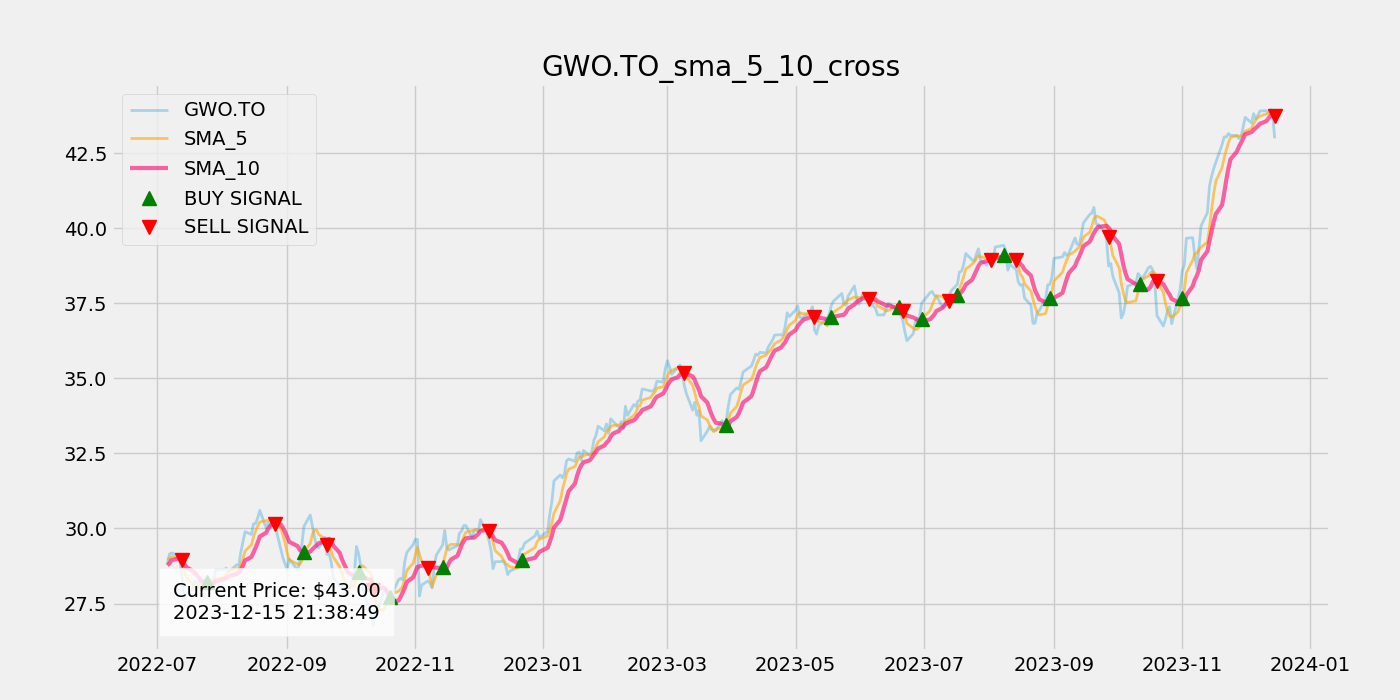 GWO.TO_sma_5_10_cross
GWO.TO
SMA_5
SMA_10
BUY SIGNAL
SELL SIGNAL
42.5
40.0
37.5
35.0
32.5
30.0
27.5
Current Price: $43.00
2023-12-15 21:38:49
2022-07 2022-09 2022-11 2023-01 2023-03 2023-05 2023-07 2023-09 2023-11 2024-01